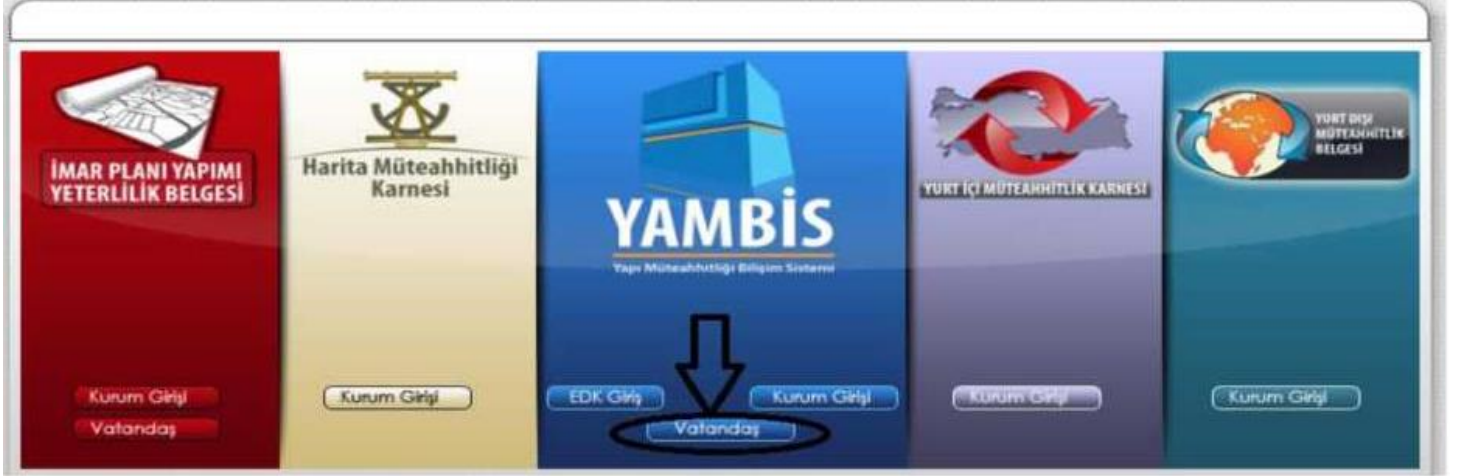 İMAR PLANI YAPIMI
YETERLİLİK BELGESİ
Kurum Girişi
Vatandaş
Harita Müteahhitliği
Karnesi
Kurum Girişi
YAMBİS
Yapı Müteahhitliği Bilişim Sistemi
EDK Giriş
Kurum Girişi
Vatandaş
YURT İÇİ MÜTEAHHİTLİK KARNESİ
Kurum Girişi
YURT DIŞI
MÜTEAHHİTLİK
BELGESİ
Kurum Girişi